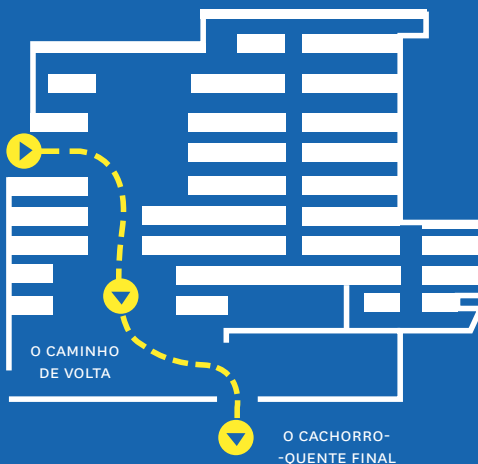 O CAMINHO
DE VOLTA
O CACHORRO-
-QUENTE FINAL